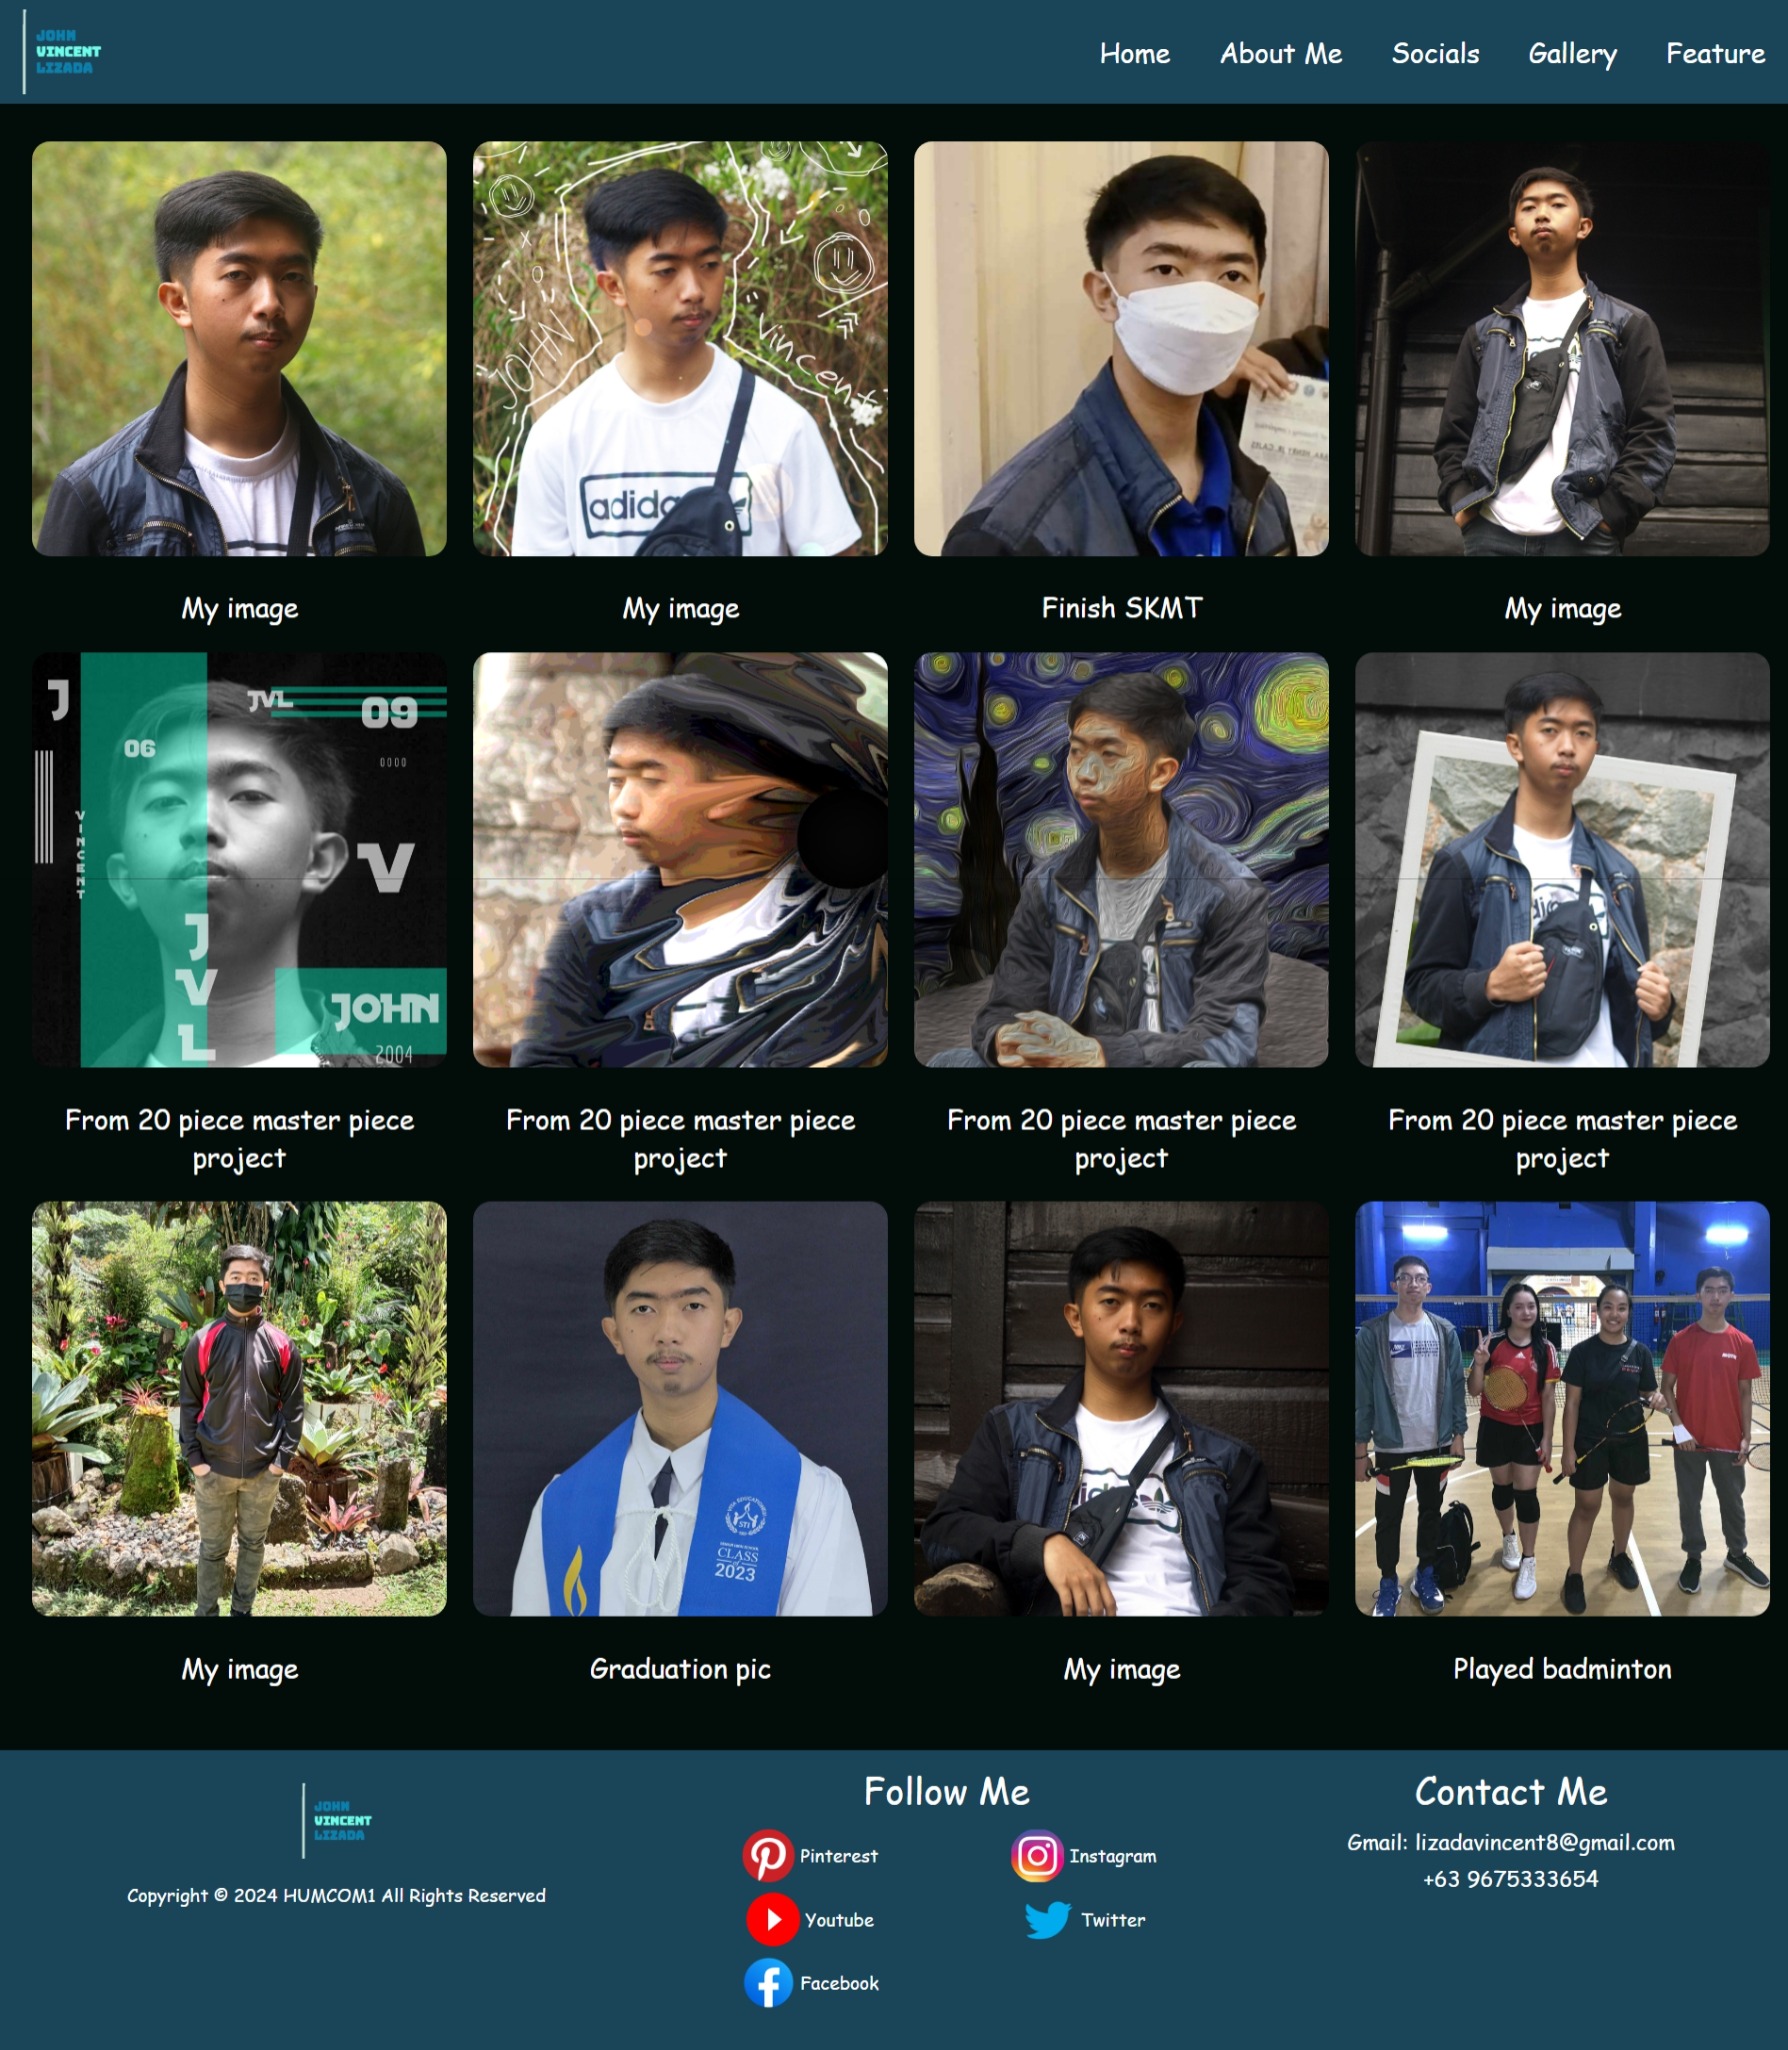 JOHN
VINCENT
LIZADA
Home About Me Socials Gallery Feature
JOHN
Vincent
adida
My image My image Finish SKMT My image
J
JVL
09
06
0000
VINCENT
V
J
V
L
JOHN
2004
From 20 piece master piece
project
From 20 piece master piece
project
From 20 piece master piece
project
From 20 piece master piece
project
STI
CLASS
of
2023
My image Graduation pic My image Played badminton
JOHN
VINCENT
LIZADA
Copyright © 2024 HUMCOM1 All Rights Reserved
Follow Me
Pinterest Instagram
Youtube Twitter
Facebook
Contact Me
Gmail: lizadavincent8@gmail.com
+63 9675333654